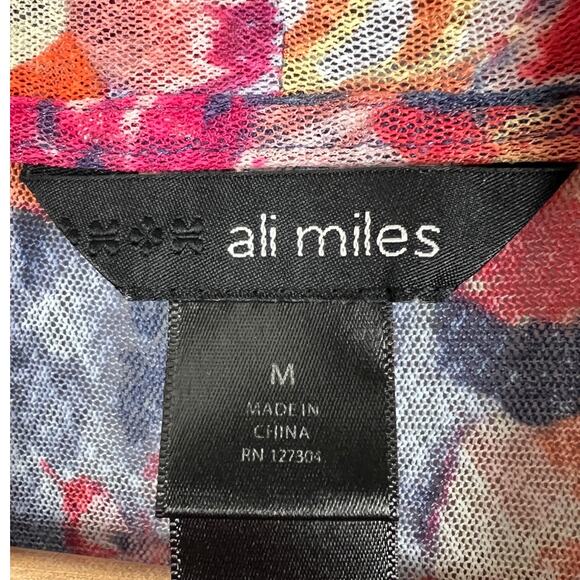 ali miles
M
MADE IN
CHINA
RN 127304